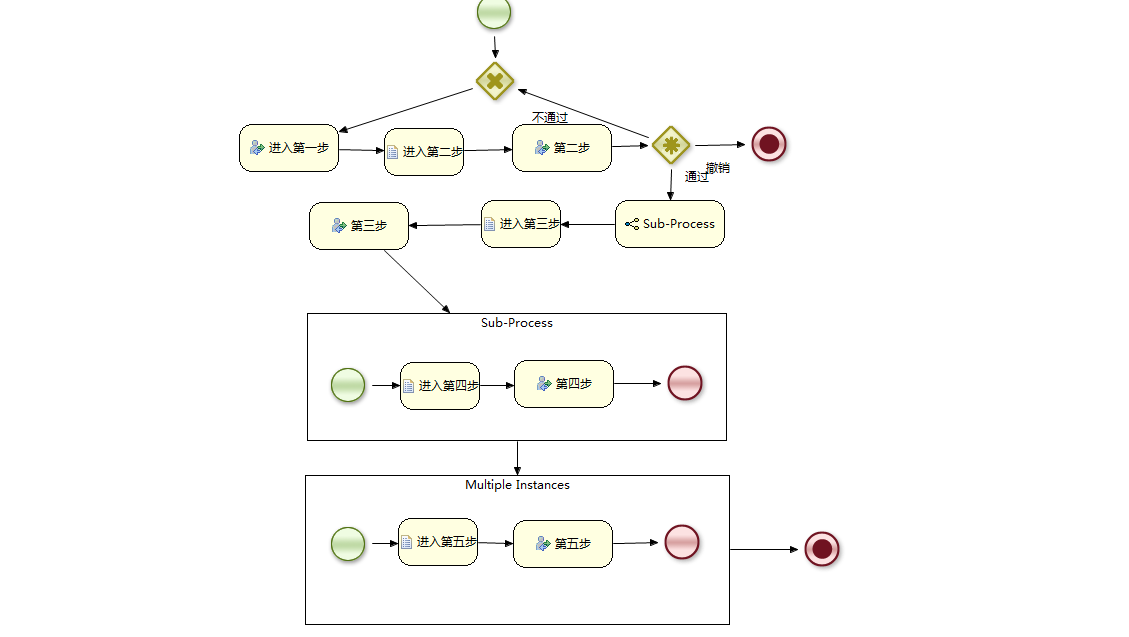 不通过
进入第一步
进入第二步
第二步
撤销
通过
第三步
进入第三步
Sub-Process
Sub-Process
进入第四步
第四步
Multiple Instances
进入第五步
第五步